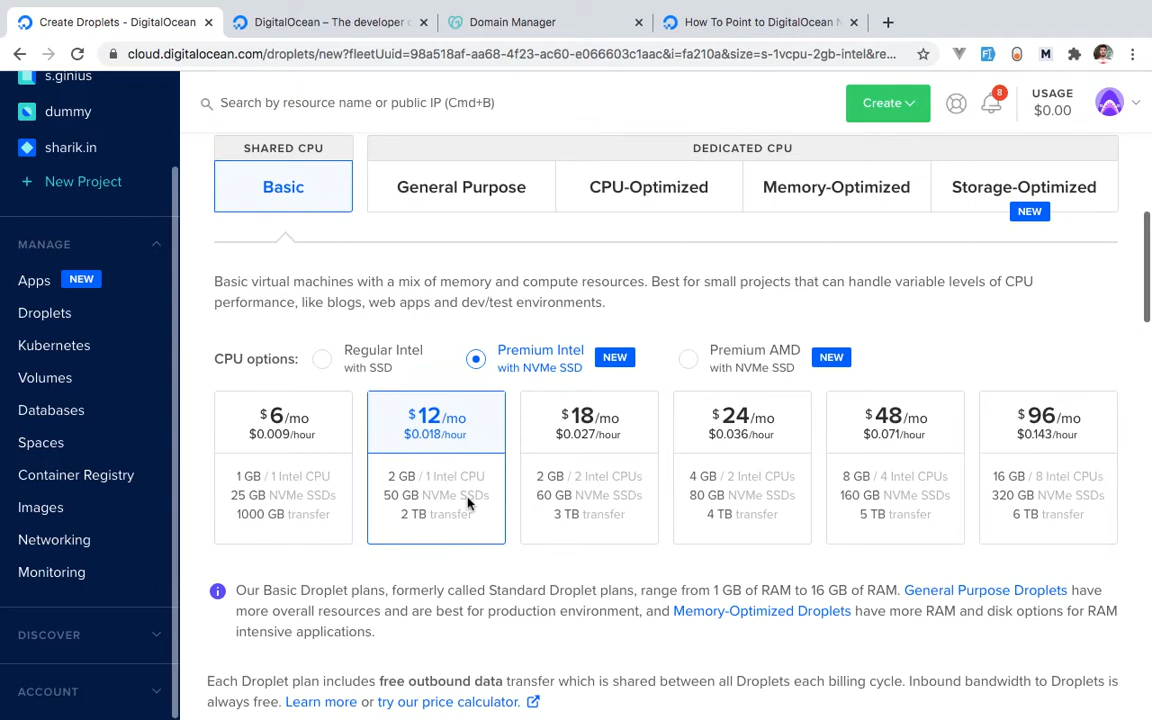 Create Droplets - DigitalOcean
DigitalOcean – The developer c
Domain Manager
How To Point to DigitalOcean N
cloud.digitalocean.com/droplets/new?fleetUuid=98a518af-aa68-4f23-ac60-e066603c1aac&i=fa210a&size=s-1vcpu-2gb-intel&re...
s.ginius
dummy
sharik.in
+ New Project
MANAGE
Apps NEW
Droplets
Kubernetes
Volumes
Databases
Spaces
Container Registry
Images
Networking
Monitoring
DISCOVER
ACCOUNT
Search by resource name or public IP (Cmd+B)
Create
8
USAGE
$0.00
SHARED CPU
DEDICATED CPU
Basic
General Purpose
CPU-Optimized
Memory-Optimized
Storage-Optimized
NEW
Basic virtual machines with a mix of memory and compute resources. Best for small projects that can handle variable levels of CPU
performance, like blogs, web apps and dev/test environments.
CPU options:
Regular Intel
with SSD
Premium Intel
with NVMe SSD
NEW
Premium AMD
with NVMe SSD
NEW
$6/mo
$0.009/hour
1 GB / 1 Intel CPU
25 GB NVMe SSDs
1000 GB transfer
$12/mo
$0.018/hour
2 GB / 1 Intel CPU
50 GB NVMe SSDs
2 TB transfer
$18/mo
$0.027/hour
2 GB / 2 Intel CPUs
60 GB NVMe SSDs
3 TB transfer
$24/mo
$0.036/hour
4 GB / 2 Intel CPUs
80 GB NVMe SSDs
4 TB transfer
$48/mo
$0.071/hour
8 GB / 4 Intel CPUs
160 GB NVMe SSDs
5 TB transfer
$96/mo
$0.143/hour
16 GB / 8 Intel CPUs
320 GB NVMe SSDs
6 TB transfer
Our Basic Droplet plans, formerly called Standard Droplet plans, range from 1 GB of RAM to 16 GB of RAM. General Purpose Droplets have
more overall resources and are best for production environment, and Memory-Optimized Droplets have more RAM and disk options for RAM
intensive applications.
Each Droplet plan includes free outbound data transfer which is shared between all Droplets each billing cycle. Inbound bandwidth to Droplets is
always free. Learn more or try our price calculator.